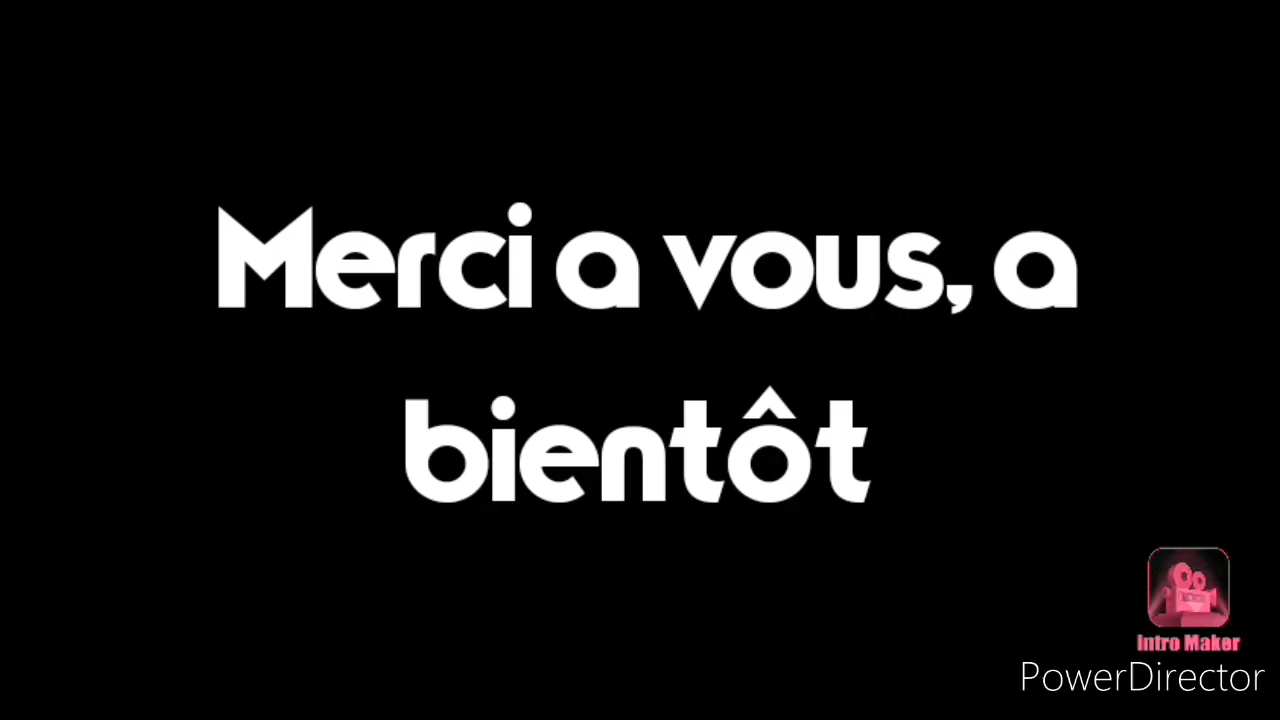 Merci a vous, a
bientôt
Intro Maker
PowerDirector